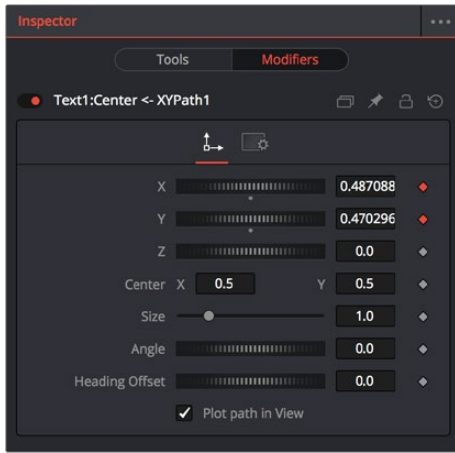 Inspector
Tools Modifiers
Text1:Center <- XYPath1
X 0.487088
Y 0.470296
Z 0.0
Center X 0.5 Y 0.5
Size 1.0
Angle 0.0
Heading Offset 0.0
Plot path in View